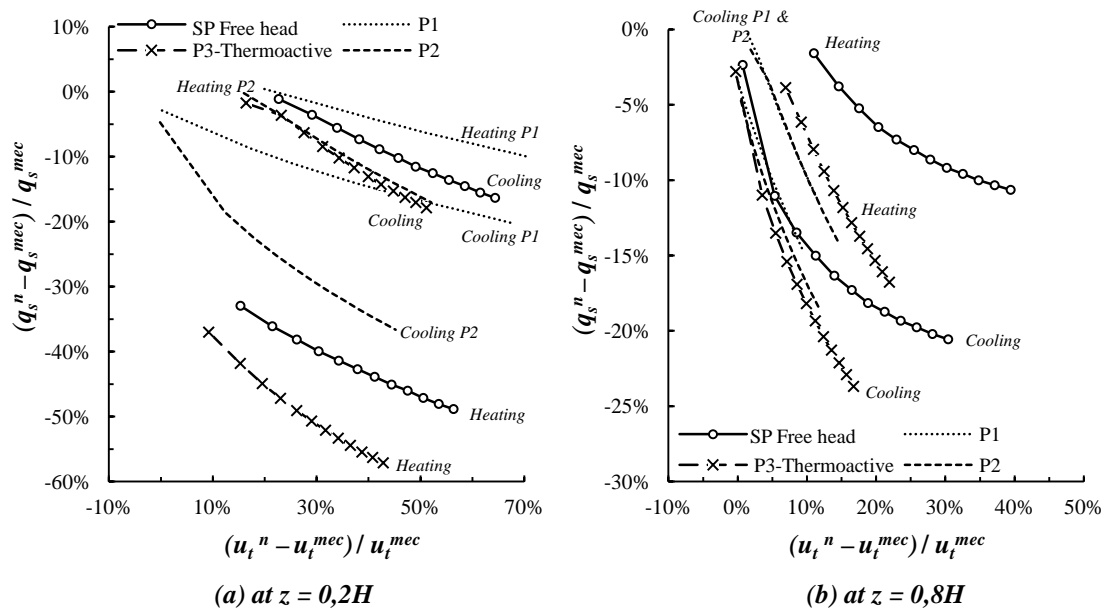 10%
0%
-10%
-20%
-30%
-40%
-50%
-60%
-10% 10% 30% 50% 70%
(q_s^n – q_s^mec) / q_s^mec
(u_t^n – u_t^mec) / u_t^mec
SP Free head
P1
P3-Thermoactive
P2
Heating P2
Heating P1
Cooling
Cooling
Cooling P1
Cooling P2
Heating
Heating
(a) at z = 0,2H
0%
-5%
-10%
-15%
-20%
-25%
-30%
0% 10% 20% 30% 40% 50%
(q_s^n – q_s^mec) / q_s^mec
(u_t^n – u_t^mec) / u_t^mec
Cooling P1 &
P2
Heating
Heating
Cooling
Cooling
SP Free head
P1
P3-Thermoactive
P2
(b) at z = 0,8H